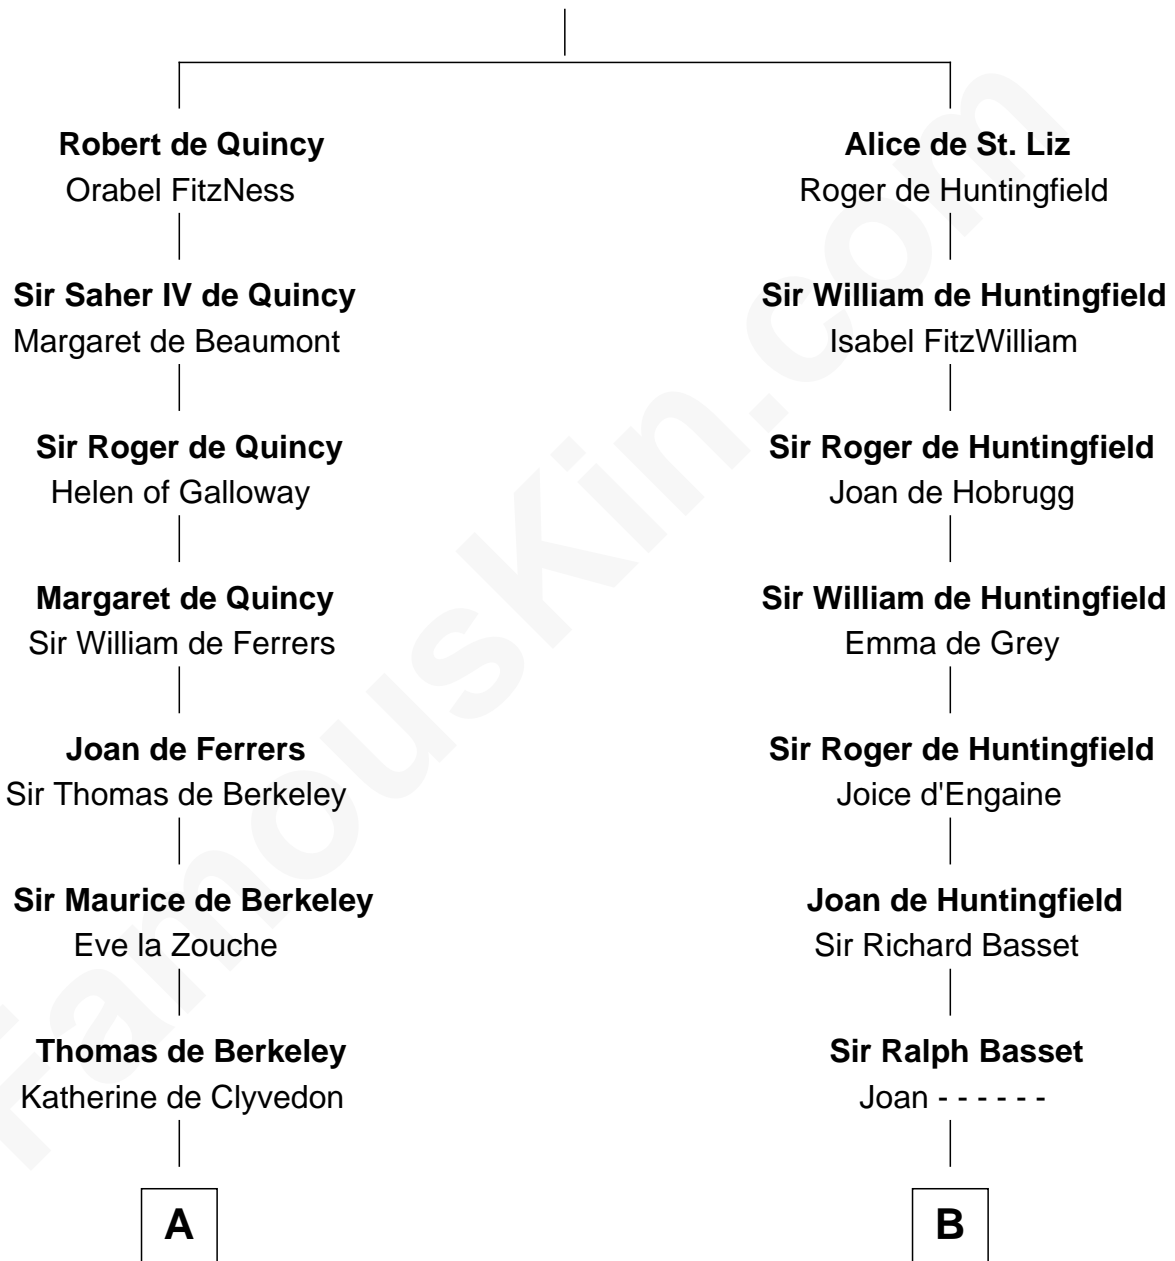 Robert de Quincy
Orabel FitzNess
Sir Saher IV de Quincy
Margaret de Beaumont
Sir Roger de Quincy
Helen of Galloway
Margaret de Quincy
Sir William de Ferrers
Joan de Ferrers
Sir Thomas de Berkeley
Sir Maurice de Berkeley
Eve la Zouche
Thomas de Berkeley
Katherine de Clyvedon
A
Alice de St. Liz
Roger de Huntingfield
Sir William de Huntingfield
Isabel FitzWilliam
Sir Roger de Huntingfield
Joan de Hobrugg
Sir William de Huntingfield
Emma de Grey
Sir Roger de Huntingfield
Joice d'Engaine
Joan de Huntingfield
Sir Richard Basset
Sir Ralph Basset
Joan - - - - - -
B
FamousKin.com